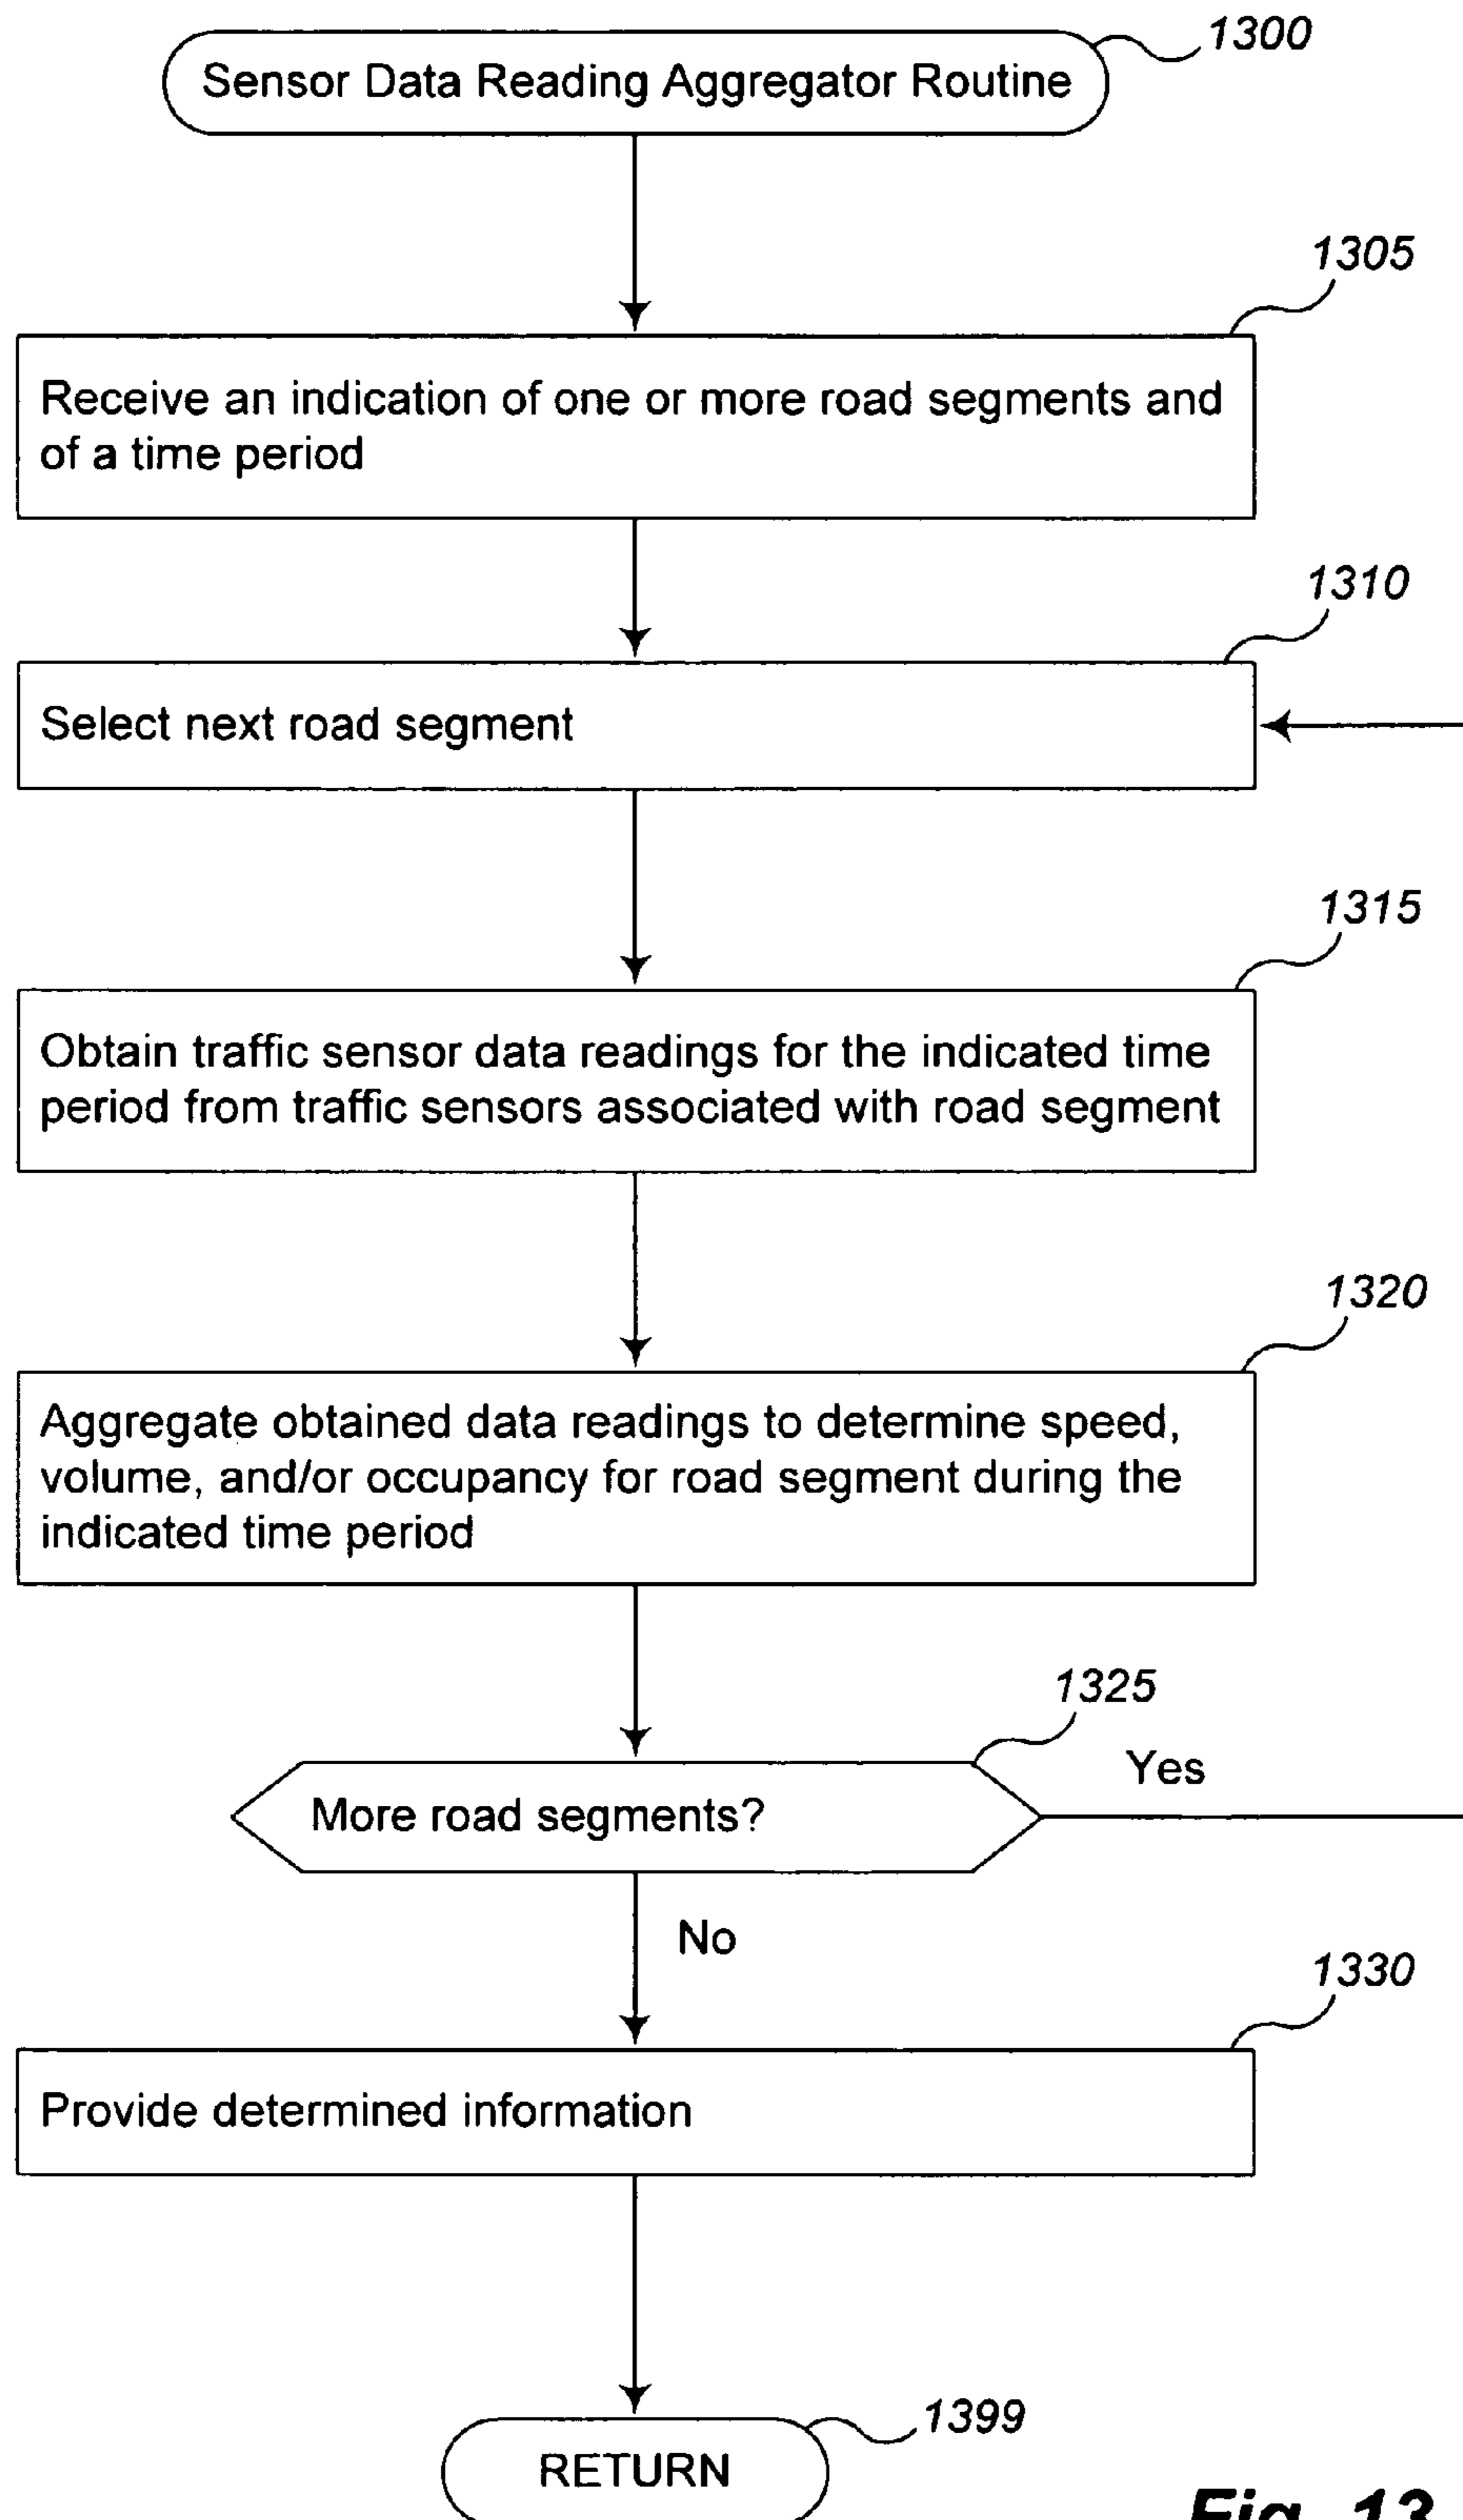 1300
Sensor Data Reading Aggregator Routine
1305
Receive an indication of one or more road segments and
of a time period
1310
Select next road segment
1315
Obtain traffic sensor data readings for the indicated time
period from traffic sensors associated with road segment
1320
Aggregate obtained data readings to determine speed,
volume, and/or occupancy for road segment during the
indicated time period
1325
More road segments?
Yes
No
1330
Provide determined information
1399
RETURN
Fig. 13